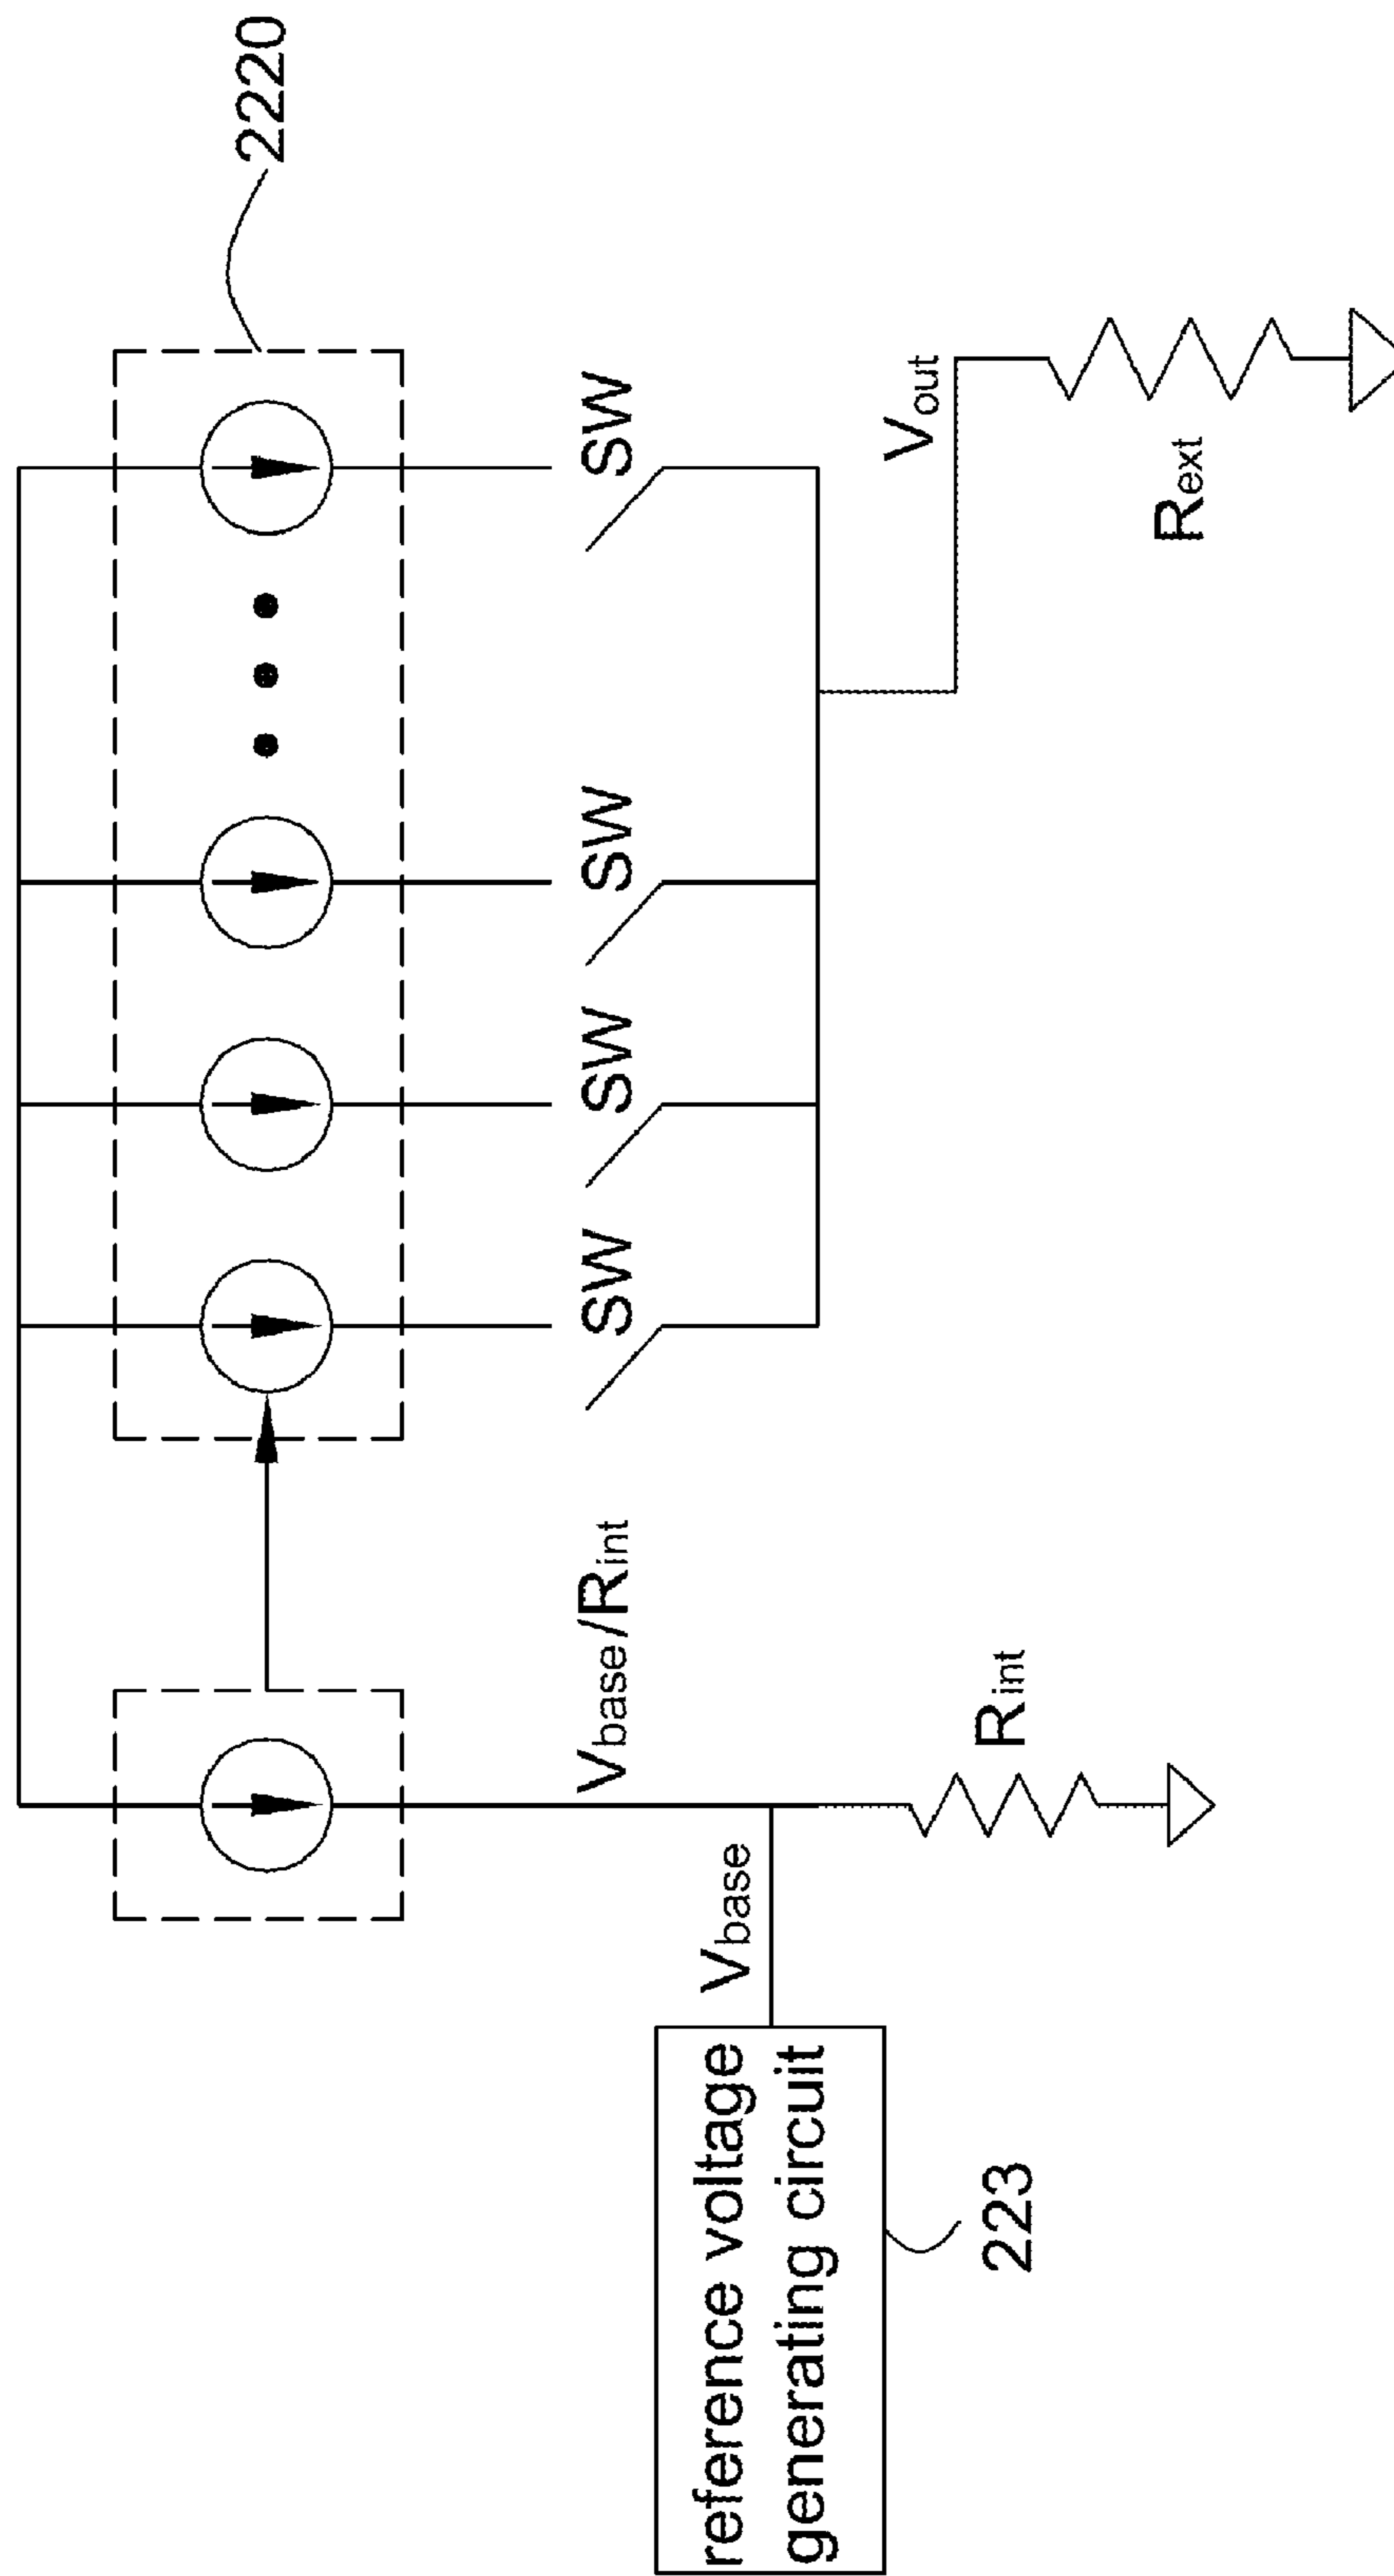 2220
SW
SW
SW
SW
Vbase/Rint
Vout
Vbase
Rint
Rext
reference voltage
generating circuit
223